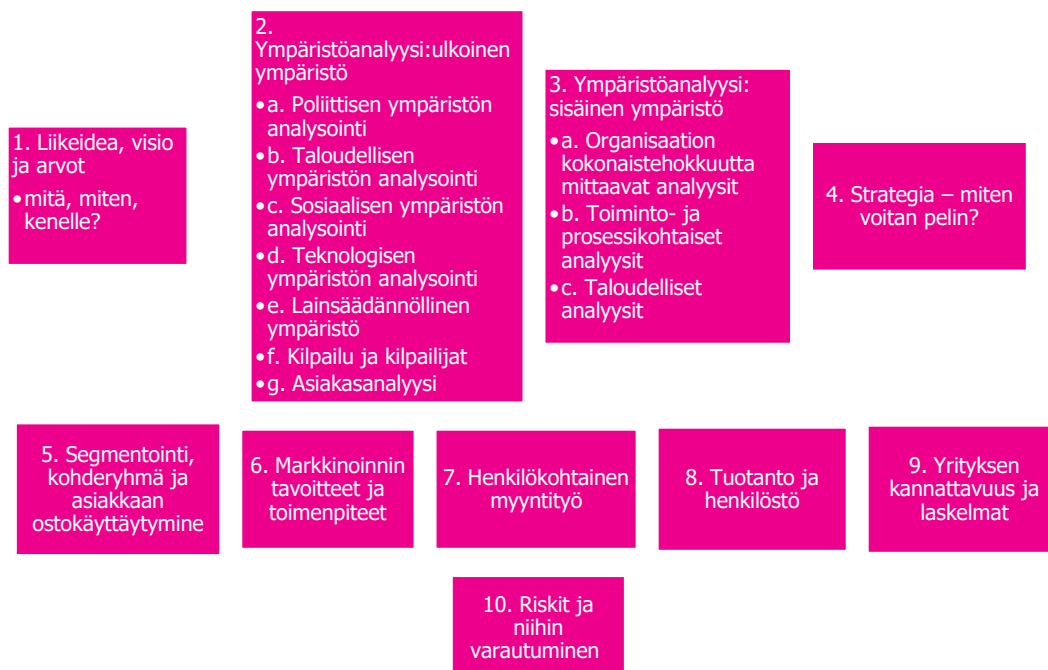 1. Liikeidea, visio
ja arvot
•mitä, miten,
kenelle?
2.
Ympäristöanalyysi:ulkoinen
ympäristö
•a. Poliittisen ympäristön
analysointi
•b. Taloudellisen
ympäristön analysointi
•c. Sosiaalisen ympäristön
analysointi
•d. Teknologisen
ympäristön analysointi
•e. Lainsäädännöllinen
ympäristö
•f. Kilpailu ja kilpailijat
•g. Asiakasanalyysi
3. Ympäristöanalyysi:
sisäinen ympäristö
•a. Organisaation
kokonaistehokkuutta
mittaavat analyysit
•b. Toiminto- ja
prosessikohtaiset
analyysit
•c. Taloudelliset
analyysit
4. Strategia – miten
voitan pelin?
5. Segmentointi,
kohderyhmä ja
asiakkaan
ostokäyttäytymine
6. Markkinoinnin
tavoitteet ja
toimenpiteet
7. Henkilökohtainen
myyntityö
8. Tuotanto ja
henkilöstö
9. Yrityksen
kannattavuus ja
laskelmat
10. Riskit ja
niihin
varautuminen